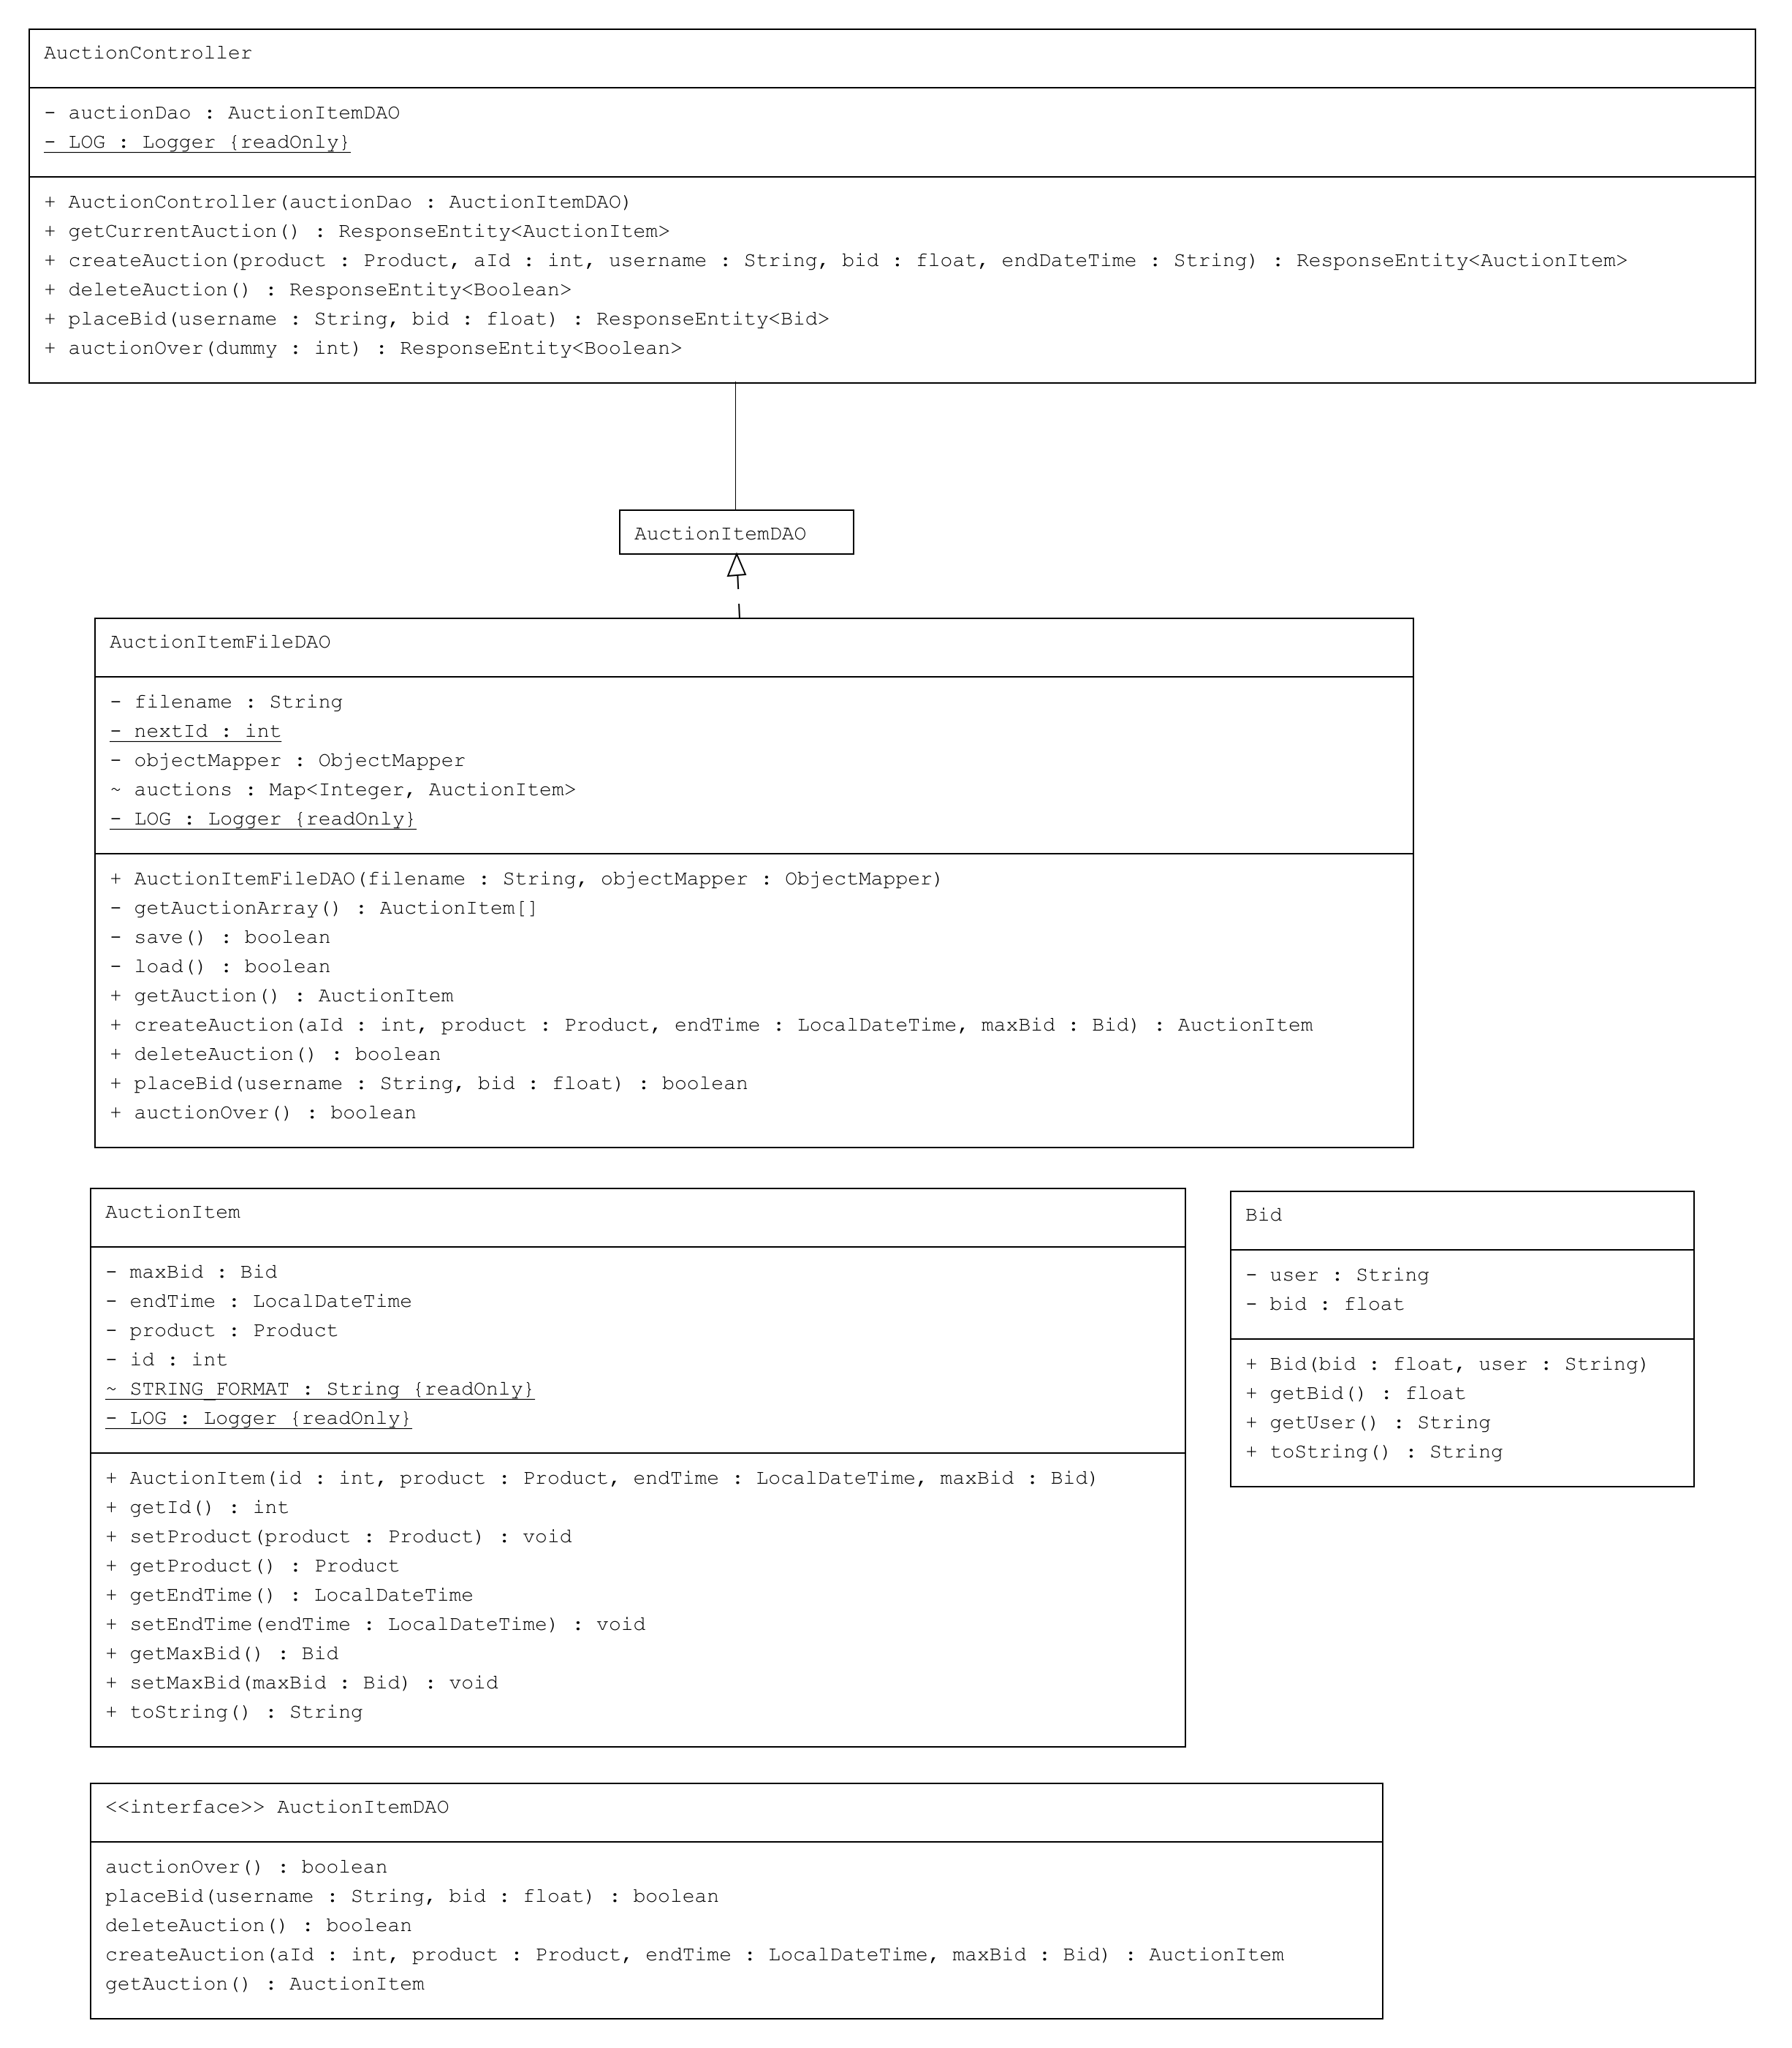 AuctionController
- auctionDao : AuctionItemDAO
- LOG : Logger {readOnly}
+ AuctionController(auctionDao : AuctionItemDAO)
+ getCurrentAuction() : ResponseEntity<AuctionItem>
+ createAuction(product : Product, aId : int, username : String, bid : float, endDateTime : String) : ResponseEntity<AuctionItem>
+ deleteAuction() : ResponseEntity<Boolean>
+ placeBid(username : String, bid : float) : ResponseEntity<Bid>
+ auctionOver(dummy : int) : ResponseEntity<Boolean>
AuctionItemDAO
AuctionItemFileDAO
- filename : String
- nextId : int
- objectMapper : ObjectMapper
~ auctions : Map<Integer, AuctionItem>
- LOG : Logger {readOnly}
+ AuctionItemFileDAO(filename : String, objectMapper : ObjectMapper)
- getAuctionArray() : AuctionItem[]
- save() : boolean
- load() : boolean
+ getAuction() : AuctionItem
+ createAuction(aId : int, product : Product, endTime : LocalDateTime, maxBid : Bid) : AuctionItem
+ deleteAuction() : boolean
+ placeBid(username : String, bid : float) : boolean
+ auctionOver() : boolean
AuctionItem
- maxBid : Bid
- endTime : LocalDateTime
- product : Product
- id : int
~ STRING_FORMAT : String {readOnly}
- LOG : Logger {readOnly}
+ AuctionItem(id : int, product : Product, endTime : LocalDateTime, maxBid : Bid)
+ getId() : int
+ setProduct(product : Product) : void
+ getProduct() : Product
+ getEndTime() : LocalDateTime
+ setEndTime(endTime : LocalDateTime) : void
+ getMaxBid() : Bid
+ setMaxBid(maxBid : Bid) : void
+ toString() : String
Bid
- user : String
- bid : float
+ Bid(bid : float, user : String)
+ getBid() : float
+ getUser() : String
+ toString() : String
<<interface>> AuctionItemDAO
auctionOver() : boolean
placeBid(username : String, bid : float) : boolean
deleteAuction() : boolean
createAuction(aId : int, product : Product, endTime : LocalDateTime, maxBid : Bid) : AuctionItem
getAuction() : AuctionItem